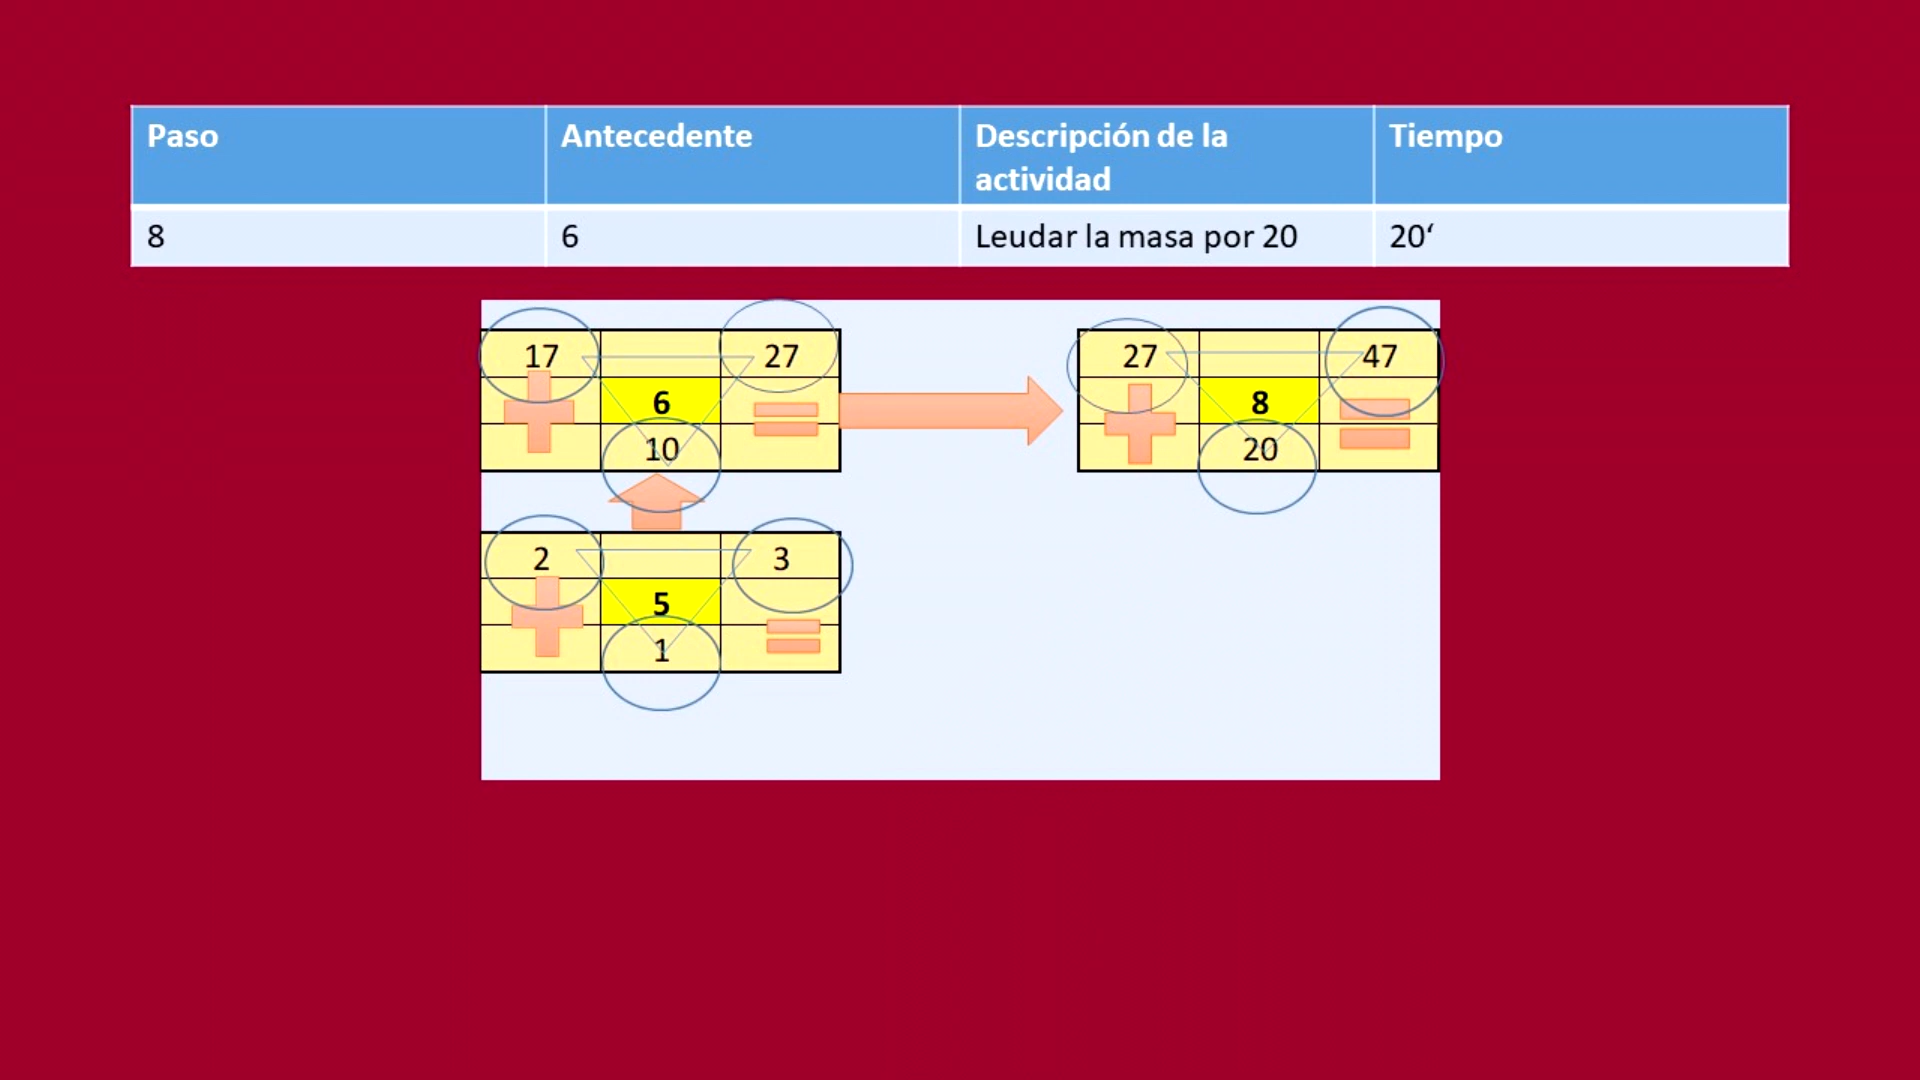 Paso Antecedente Descripción de la actividad Tiempo
8 6 Leudar la masa por 20 20‘
17 27 27 47
6 8
10 20
2 3
5
1